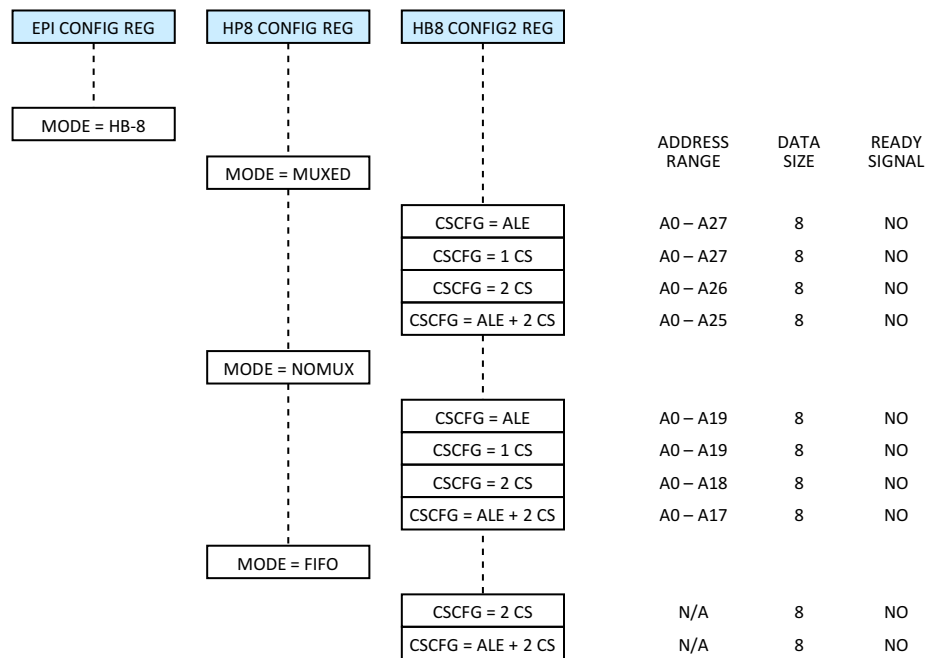 EPI CONFIG REG HP8 CONFIG REG HB8 CONFIG2 REG
MODE = HB-8
ADDRESS DATA READY
RANGE SIZE SIGNAL
MODE = MUXED
CSCFG = ALE A0 – A27 8 NO
CSCFG = 1 CS A0 – A27 8 NO
CSCFG = 2 CS A0 – A26 8 NO
CSCFG = ALE + 2 CS A0 – A25 8 NO
MODE = NOMUX
CSCFG = ALE A0 – A19 8 NO
CSCFG = 1 CS A0 – A19 8 NO
CSCFG = 2 CS A0 – A18 8 NO
CSCFG = ALE + 2 CS A0 – A17 8 NO
MODE = FIFO
CSCFG = 2 CS N/A 8 NO
CSCFG = ALE + 2 CS N/A 8 NO